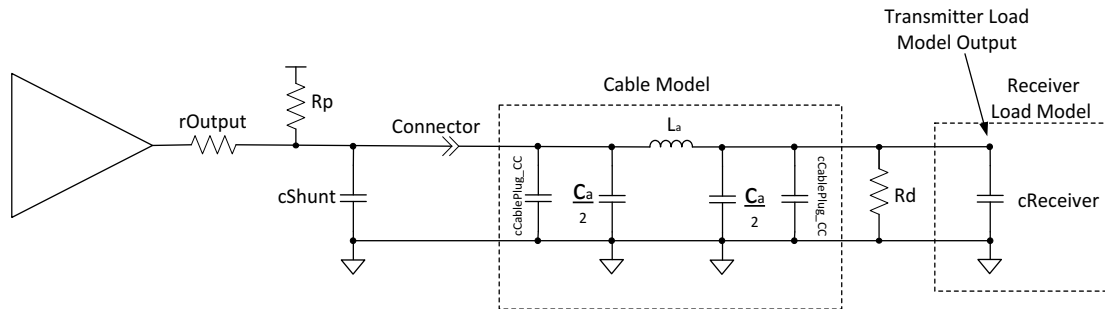 Transmitter Load
Model Output
Receiver
Load Model
Cable Model
Rp
rOutput
Connector
La
cShunt
cCablePlug_CC
Ca
2
Ca
2
cCablePlug_CC
Rd
cReceiver